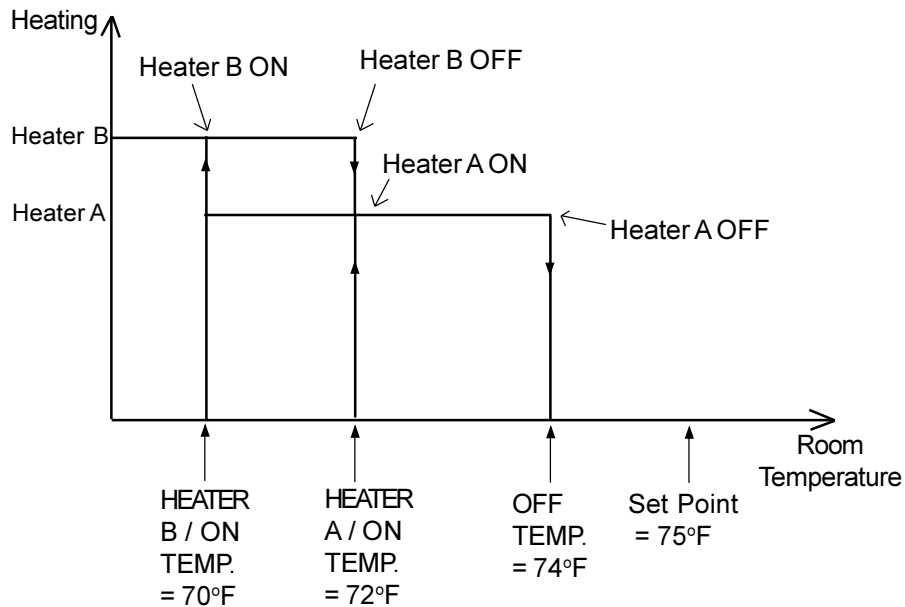 Heating
Heater B ON
Heater B OFF
Heater B
Heater A ON
Heater A
Heater A OFF
Room
Temperature
HEATER
B / ON
TEMP.
= 70°F
HEATER
A / ON
TEMP.
= 72°F
OFF
TEMP.
= 74°F
Set Point
= 75°F